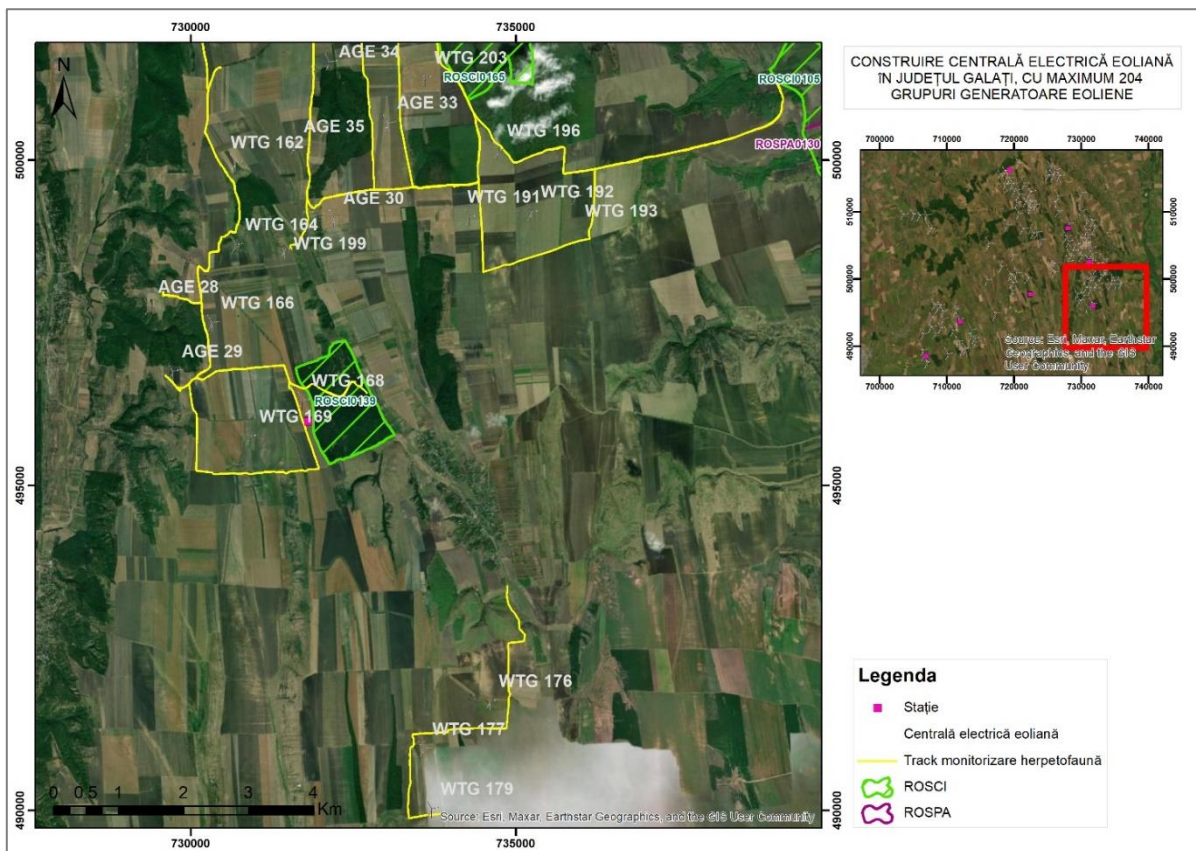 730000
735000
AGE 34
WTG 203
ROSCI0165
ROSCI0105
AGE 33
AGE 35
WTG 162
WTG 196
ROSPA0130
500000
500000
AGE 30
WTG 191
WTG 192
WTG 193
WTG 164
WTG 199
AGE 28
WTG 166
AGE 29
WTG 168
ROSCI0139
WTG 169
495000
495000
WTG 176
WTG 177
WTG 179
N
0 0.5 1 2 3 4
Km
490000
490000
Source: Esri, Maxar, Earthstar Geographics, and the GIS User Community
730000
735000
CONSTRUIRE CENTRALĂ ELECTRICĂ EOLIANĂ
ÎN JUDEȚUL GALAȚI, CU MAXIMUM 204
GRUPURI GENERATOARE EOLIENE
700000 710000 720000 730000 740000
510000
500000
490000
510000
500000
490000
Source: Esri, Maxar, Earthstar
Geographics, and the GIS
User Community
700000 710000 720000 730000 740000
Legenda
Stație
Centrală electrică eoliană
Track monitorizare herpetofaună
ROSCI
ROSPA